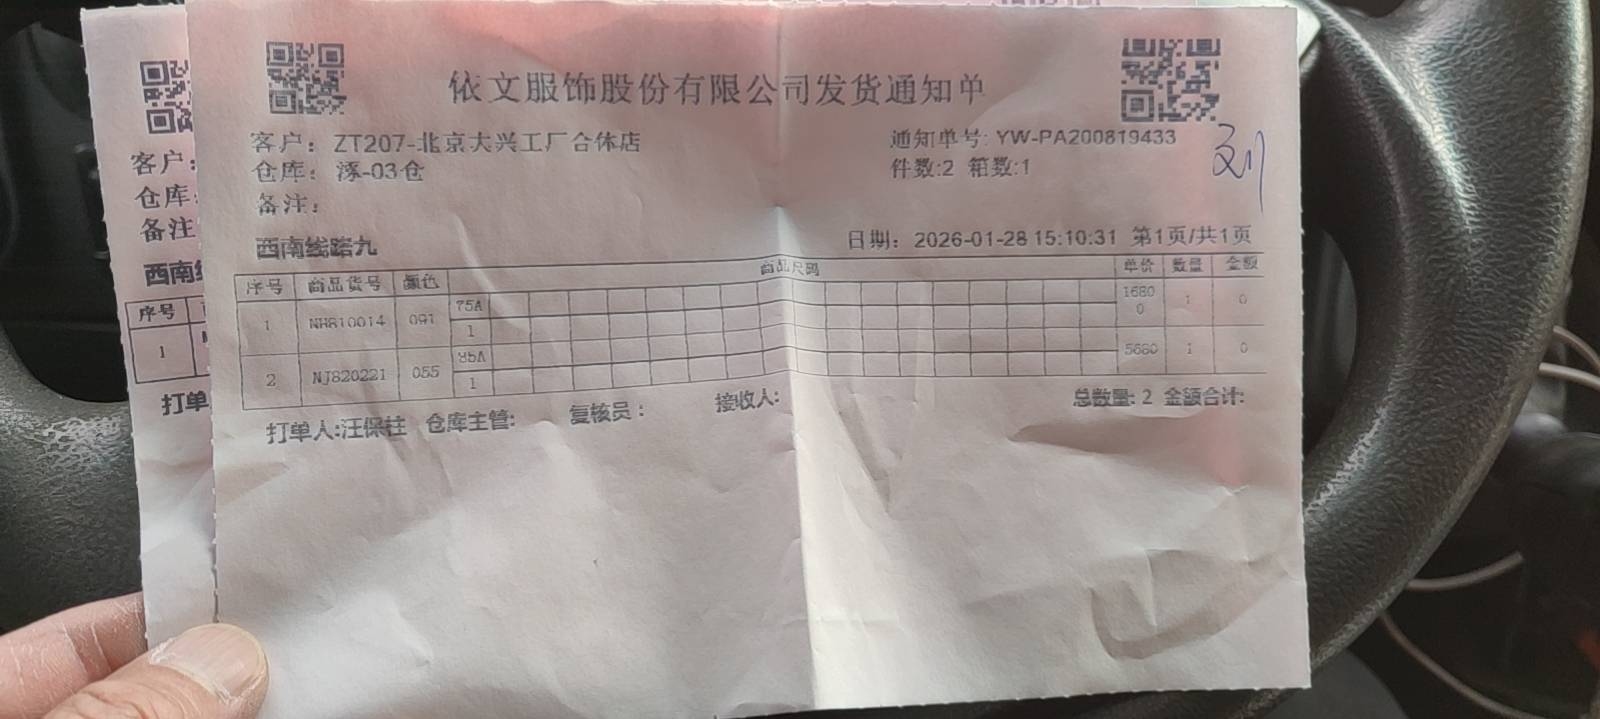 依文服饰股份有限公司发货通知单
客户：ZT207-北京大兴工厂合体店
通知单号: YW-PA200819433
仓库：涿-03仓
件数:2 箱数:1
备注：
西南线路九
日期：2026-01-28 15:10:31 第1页/共1页
序号 商品货号 颜色 商品尺码 单价 数量 金额
1 NH810014 091 75A 16800 1 0
1
2 NJ820221 055 85A 5680 1 0
1
打单人:汪保柱 仓库主管: 复核员： 接收人: 总数量: 2 金额合计:
客户：
仓库:
备注
西南
序号
1
打单